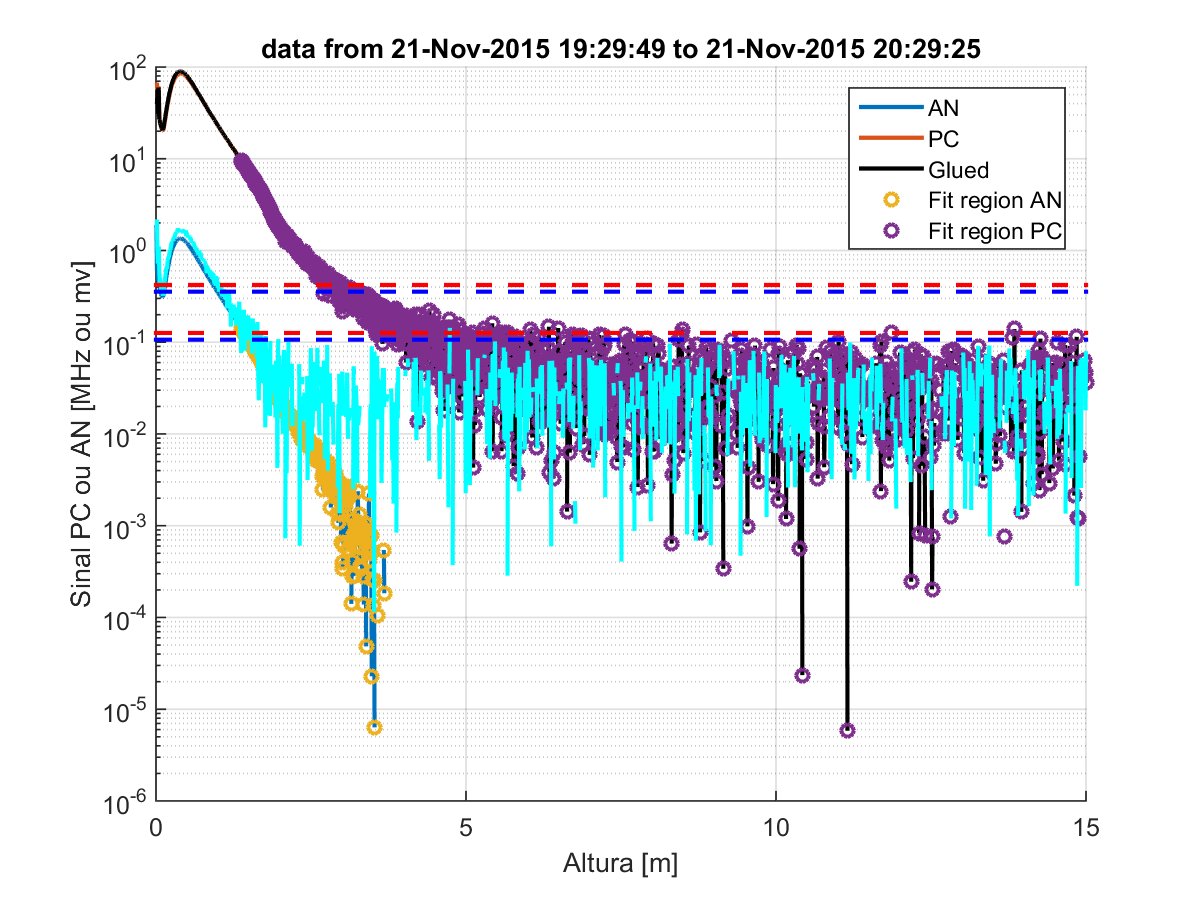 data from 21-Nov-2015 19:29:49 to 21-Nov-2015 20:29:25
AN
PC
Glued
Fit region AN
Fit region PC
Sinal PC ou AN [MHz ou mv]
10^2
10^1
10^0
10^-1
10^-2
10^-3
10^-4
10^-5
10^-6
0 5 10 15
Altura [m]